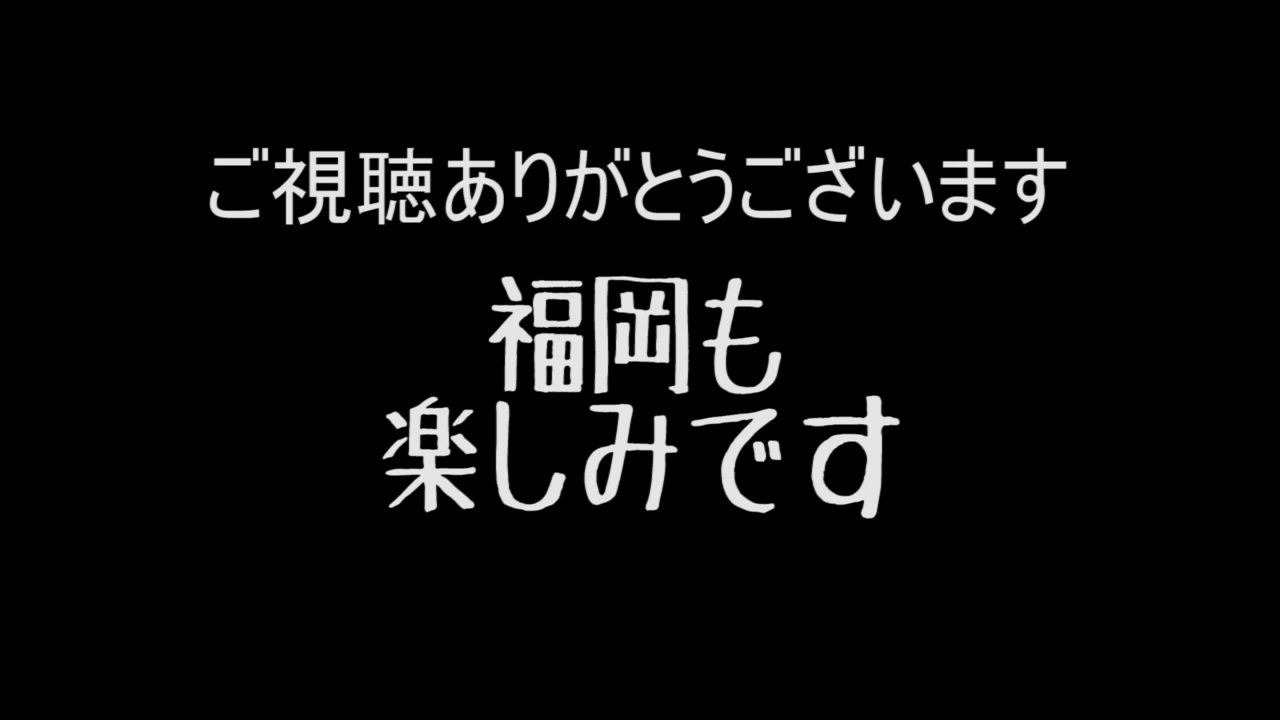 ご視聴ありがとうございます
福岡も
楽しみです